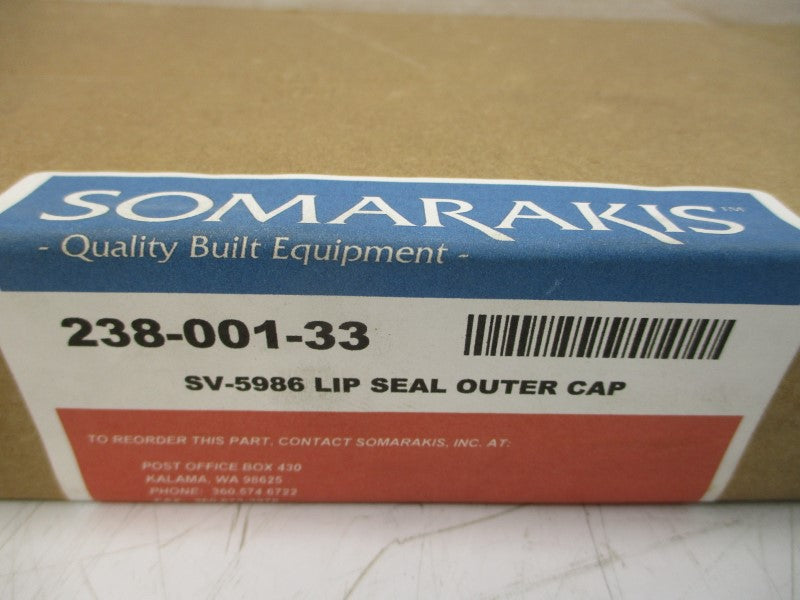 SOMARAKIS™
- Quality Built Equipment -
238-001-33
SV-5986 LIP SEAL OUTER CAP
TO REORDER THIS PART, CONTACT SOMARAKIS, INC. AT:
POST OFFICE BOX 430
KALAMA, WA 98625
PHONE: 360.574.6722
FAX: